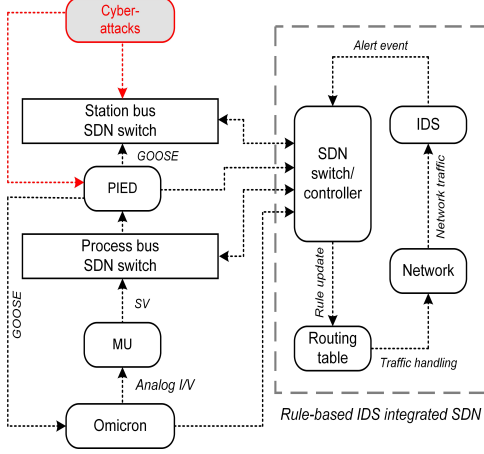 Cyber-
attacks
Alert event
Station bus
SDN switch
IDS
GOOSE
SDN
switch/
controller
PIED
Network traffic
Process bus
SDN switch
Network
Rule update
GOOSE
SV
MU
Routing
table
Traffic handling
Analog I/V
Omicron
Rule-based IDS integrated SDN